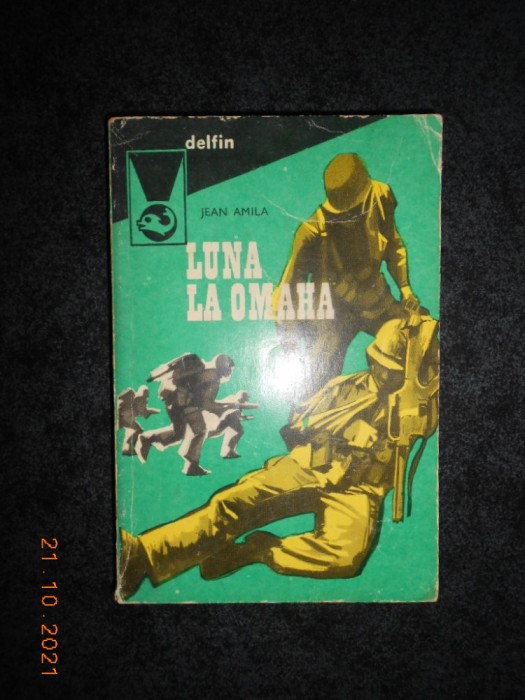 delfin
JEAN AMILA
LUNA
LA OMAHA
21.10.2021